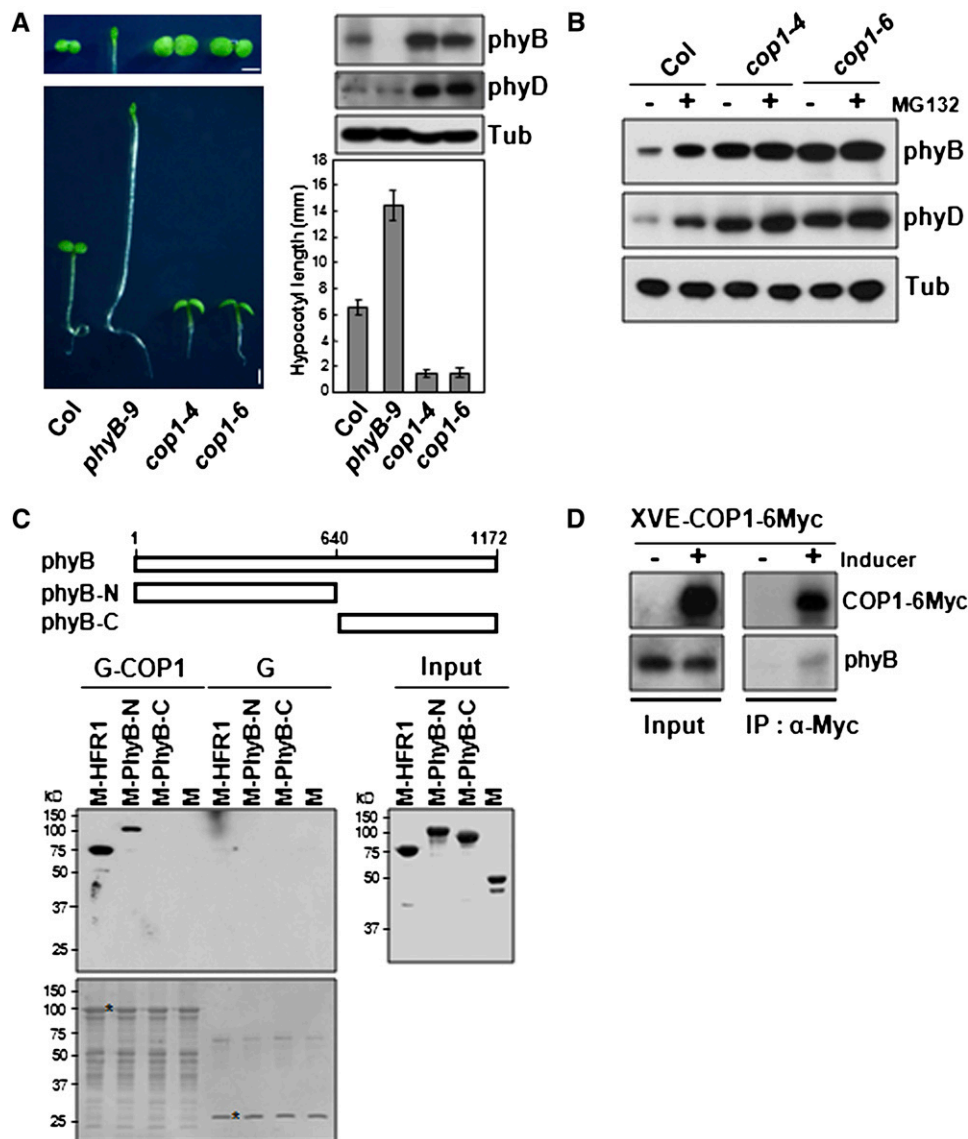 A
phyB
phyD
Tub
Hypocotyl length (mm)
18
16
14
12
10
8
6
4
2
0
Col
phyB-9
cop1-4
cop1-6
Col
phyB-9
cop1-4
cop1-6
B
Col
cop1-4
cop1-6
- + - + - + MG132
phyB
phyD
Tub
C
1 640 1172
phyB
phyB-N
phyB-C
G-COP1 G Input
M-HFR1
M-PhyB-N
M-PhyB-C
M
M-HFR1
M-PhyB-N
M-PhyB-C
M
M-HFR1
M-PhyB-N
M-PhyB-C
M
kD
150
100
75
50
37
25
kD
150
100
75
50
37
150
100
75
50
37
25
*
*
D
XVE-COP1-6Myc
- + - + Inducer
COP1-6Myc
phyB
Input IP : α-Myc